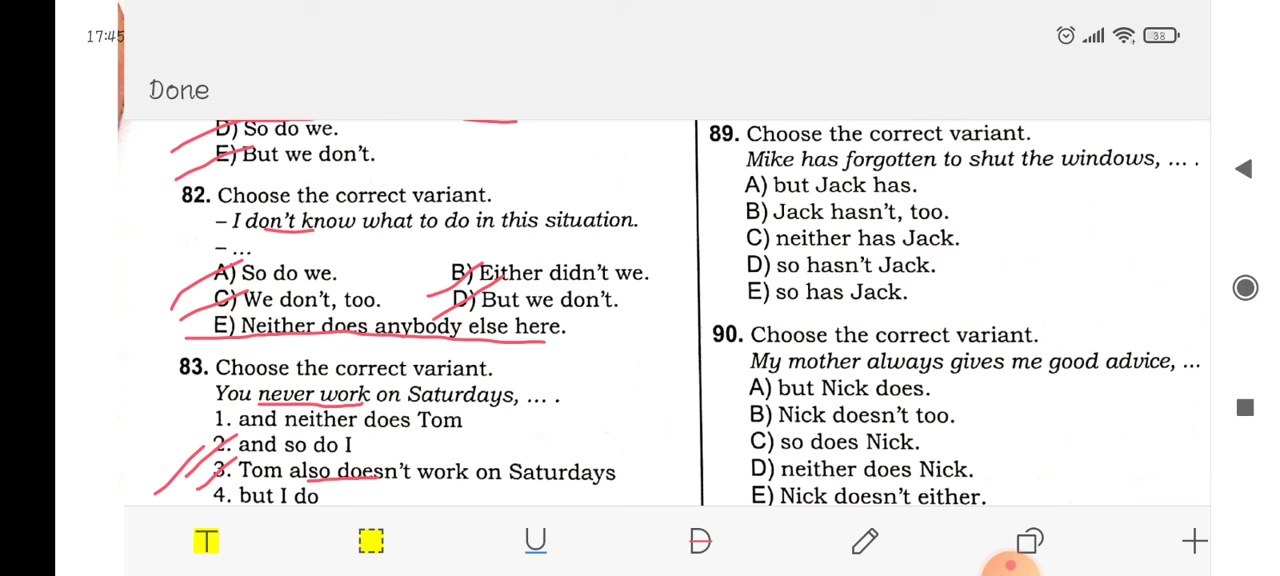 17:45
38
Done
D) So do we.
E) But we don't.
82. Choose the correct variant.
– I don't know what to do in this situation.
– ...
A) So do we.
B) Either didn't we.
C) We don't, too.
D) But we don't.
E) Neither does anybody else here.
83. Choose the correct variant.
You never work on Saturdays, ... .
1. and neither does Tom
2. and so do I
3. Tom also doesn't work on Saturdays
4. but I do
89. Choose the correct variant.
Mike has forgotten to shut the windows, ... .
A) but Jack has.
B) Jack hasn't, too.
C) neither has Jack.
D) so hasn't Jack.
E) so has Jack.
90. Choose the correct variant.
My mother always gives me good advice, ...
A) but Nick does.
B) Nick doesn't too.
C) so does Nick.
D) neither does Nick.
E) Nick doesn't either.
T
U
D